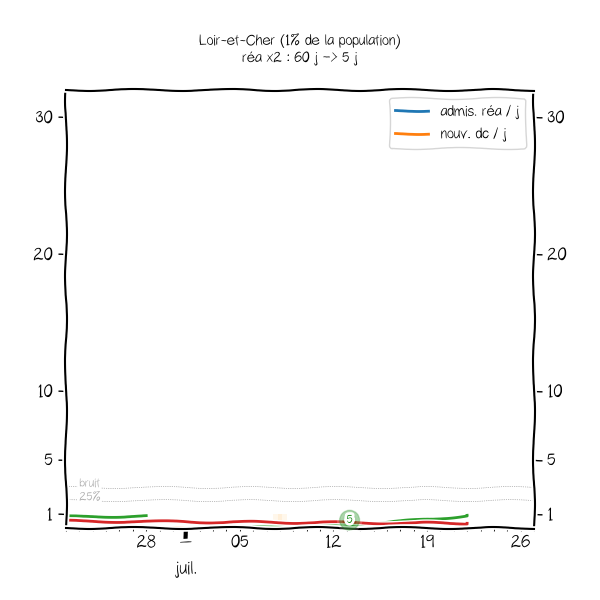 Loir-et-Cher (1% de la population)
réa x2 : 60 j -> 5 j
admis. réa / j
nouv. dc / j
30
30
20
20
10
10
5
5
bruit
25%
1
1
5
28
05
12
19
26
juil.